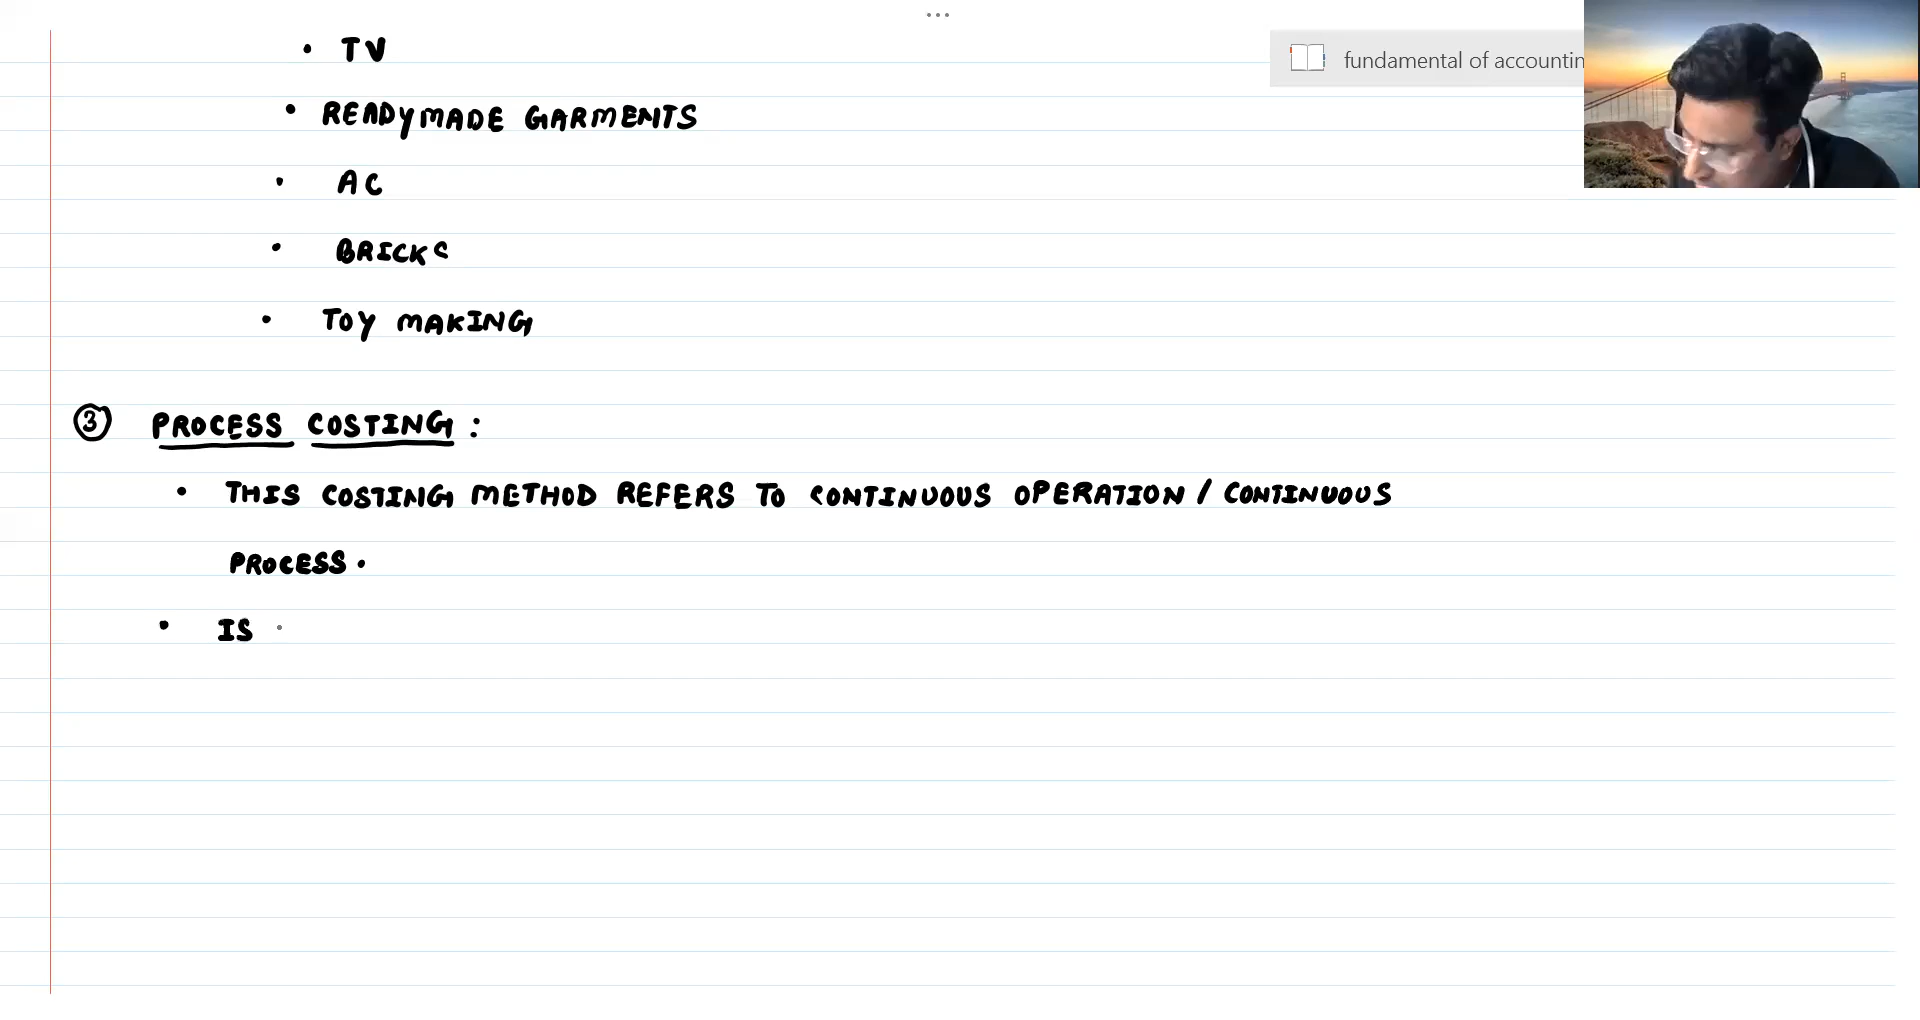 • TV
fundamental of accountin
• READYMADE GARMENTS
• AC
• BRICKS
• TOY MAKING
③ PROCESS COSTING :
• THIS COSTING METHOD REFERS TO CONTINUOUS OPERATION / CONTINUOUS
PROCESS.
• IS